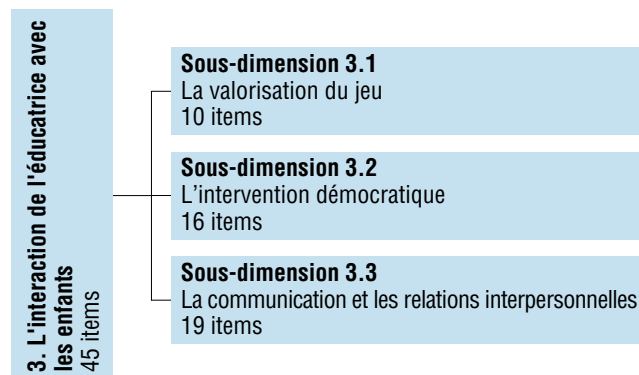 3. L'interaction de l'éducatrice avec
les enfants
45 items
Sous-dimension 3.1
La valorisation du jeu
10 items
Sous-dimension 3.2
L'intervention démocratique
16 items
Sous-dimension 3.3
La communication et les relations interpersonnelles
19 items